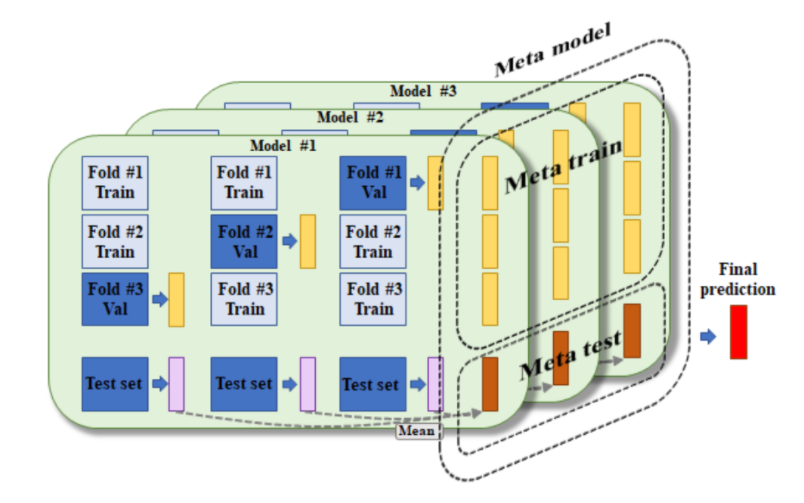 Meta model
Model #3
Model #2
Model #1
Meta train
Fold #1
Train
Fold #1
Train
Fold #1
Val
Fold #2
Train
Fold #2
Val
Fold #2
Train
Fold #3
Val
Fold #3
Train
Fold #3
Train
Final
prediction
Meta test
Test set
Test set
Test set
Mean